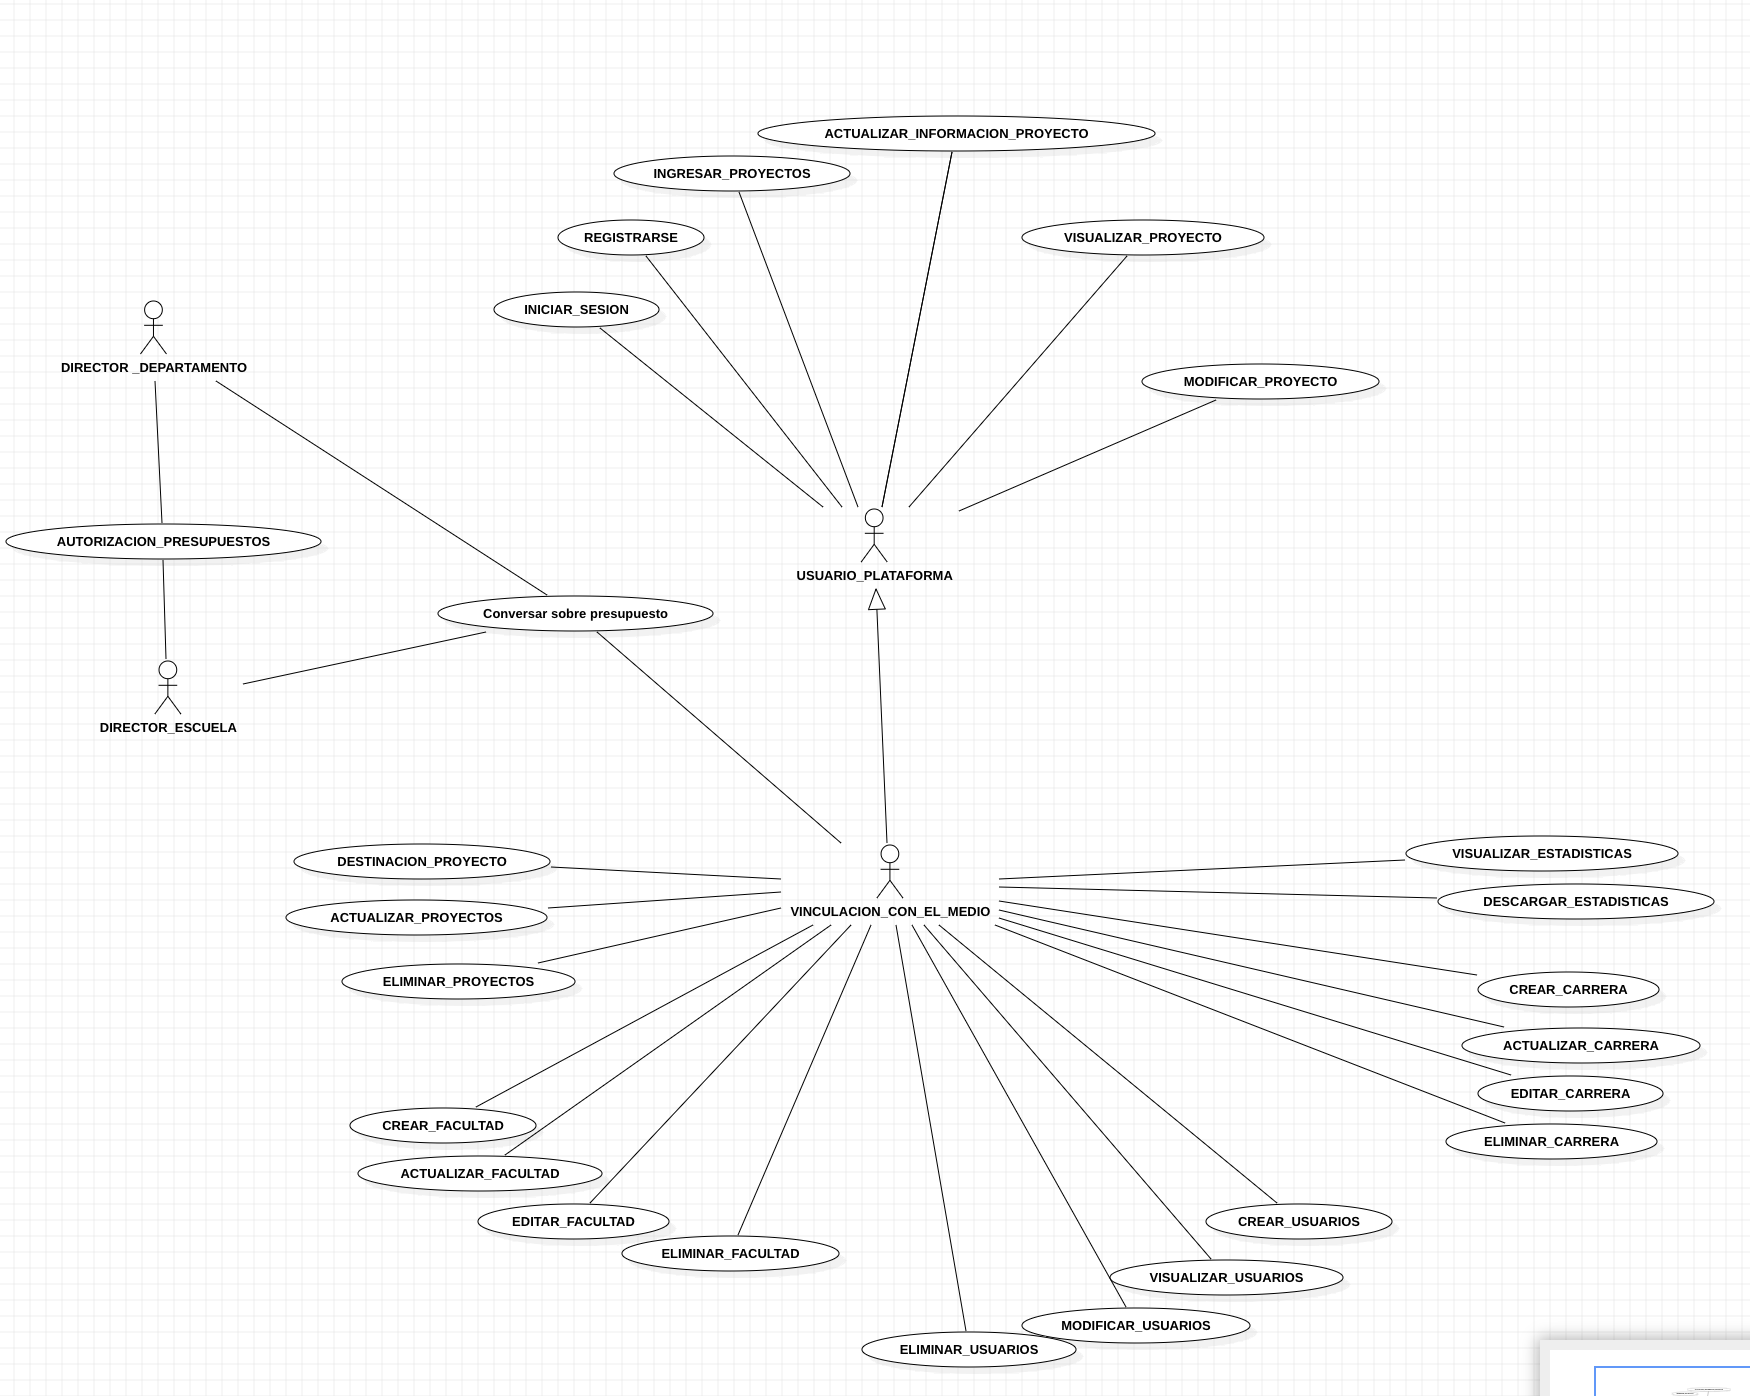 ACTUALIZAR_INFORMACION_PROYECTO
INGRESAR_PROYECTOS
REGISTRARSE
VISUALIZAR_PROYECTO
INICIAR_SESION
DIRECTOR _DEPARTAMENTO
MODIFICAR_PROYECTO
AUTORIZACION_PRESUPUESTOS
USUARIO_PLATAFORMA
Conversar sobre presupuesto
DIRECTOR_ESCUELA
DESTINACION_PROYECTO
VISUALIZAR_ESTADISTICAS
DESCARGAR_ESTADISTICAS
ACTUALIZAR_PROYECTOS
VINCULACION_CON_EL_MEDIO
ELIMINAR_PROYECTOS
CREAR_CARRERA
ACTUALIZAR_CARRERA
EDITAR_CARRERA
CREAR_FACULTAD
ELIMINAR_CARRERA
ACTUALIZAR_FACULTAD
EDITAR_FACULTAD
CREAR_USUARIOS
ELIMINAR_FACULTAD
VISUALIZAR_USUARIOS
MODIFICAR_USUARIOS
ELIMINAR_USUARIOS